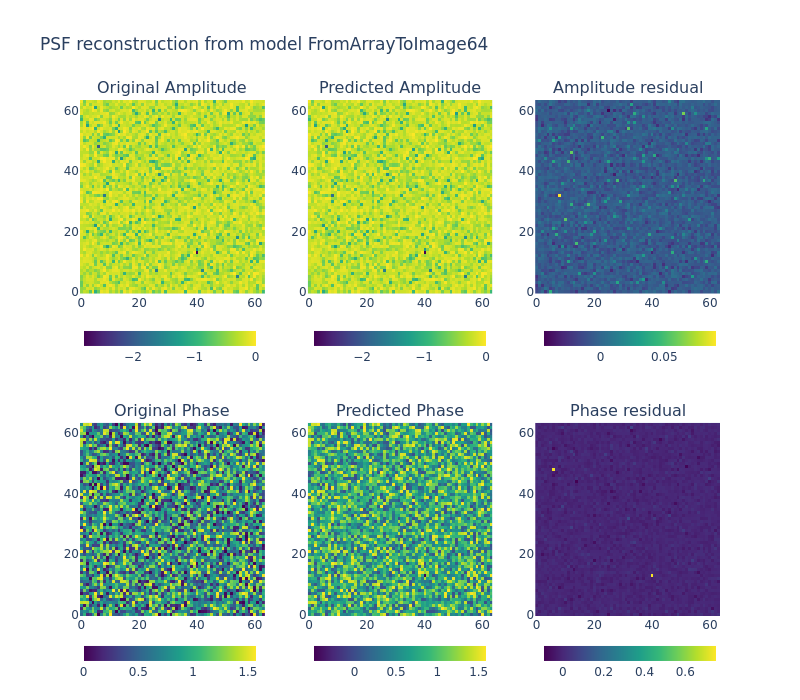 PSF reconstruction from model FromArrayToImage64
Original Amplitude
Predicted Amplitude
Amplitude residual
60
40
20
0
0 20 40 60
60
40
20
0
0 20 40 60
60
40
20
0
0 20 40 60
−2 −1 0
−2 −1 0
0 0.05
Original Phase
Predicted Phase
Phase residual
60
40
20
0
0 20 40 60
60
40
20
0
0 20 40 60
60
40
20
0
0 20 40 60
0 0.5 1 1.5
0 0.5 1 1.5
0 0.2 0.4 0.6